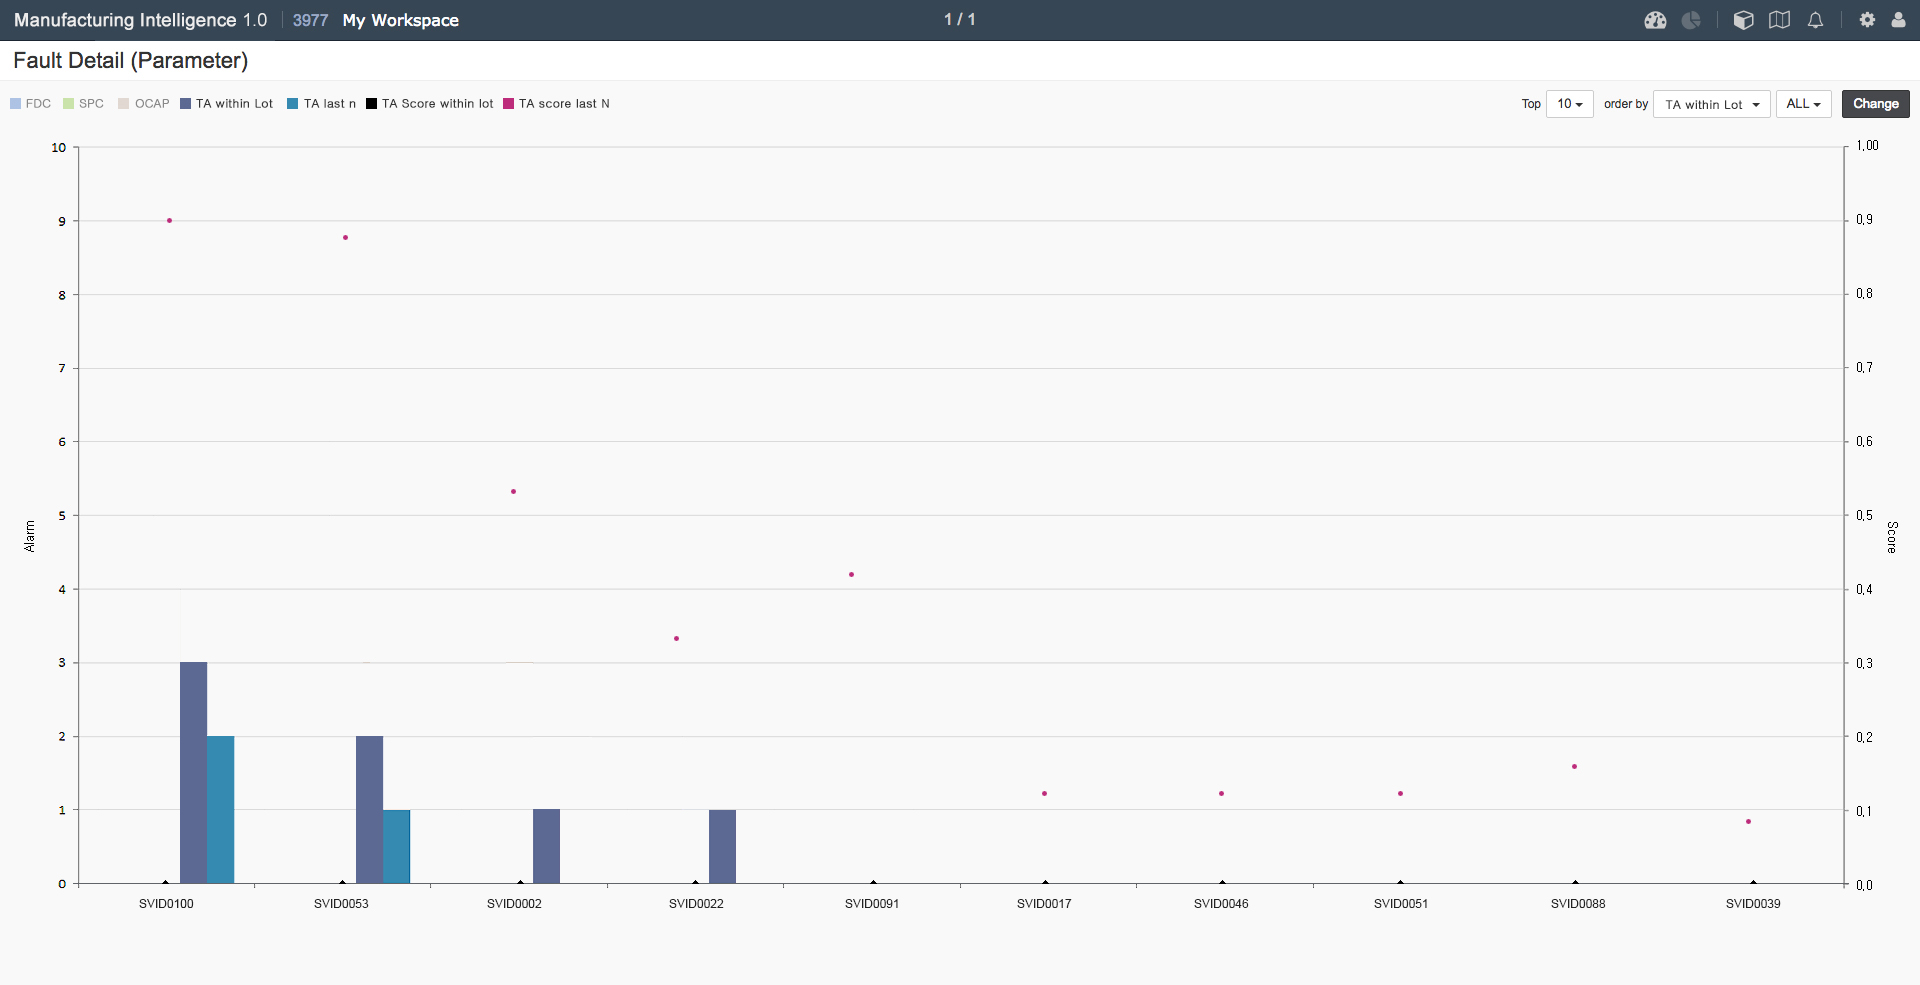 Manufacturing Intelligence 1.0 3977 My Workspace 1 / 1
Fault Detail (Parameter)
FDC SPC OCAP TA within Lot TA last n TA Score within lot TA score last N Top 10 order by TA within Lot ALL Change
10 1,00
9 0,9
8 0,8
7 0,7
6 0,6
5 0,5
Alarm Score
4 0,4
3 0,3
2 0,2
1 0,1
0 0,0
SVID0100 SVID0053 SVID0002 SVID0022 SVID0091 SVID0017 SVID0046 SVID0051 SVID0088 SVID0039